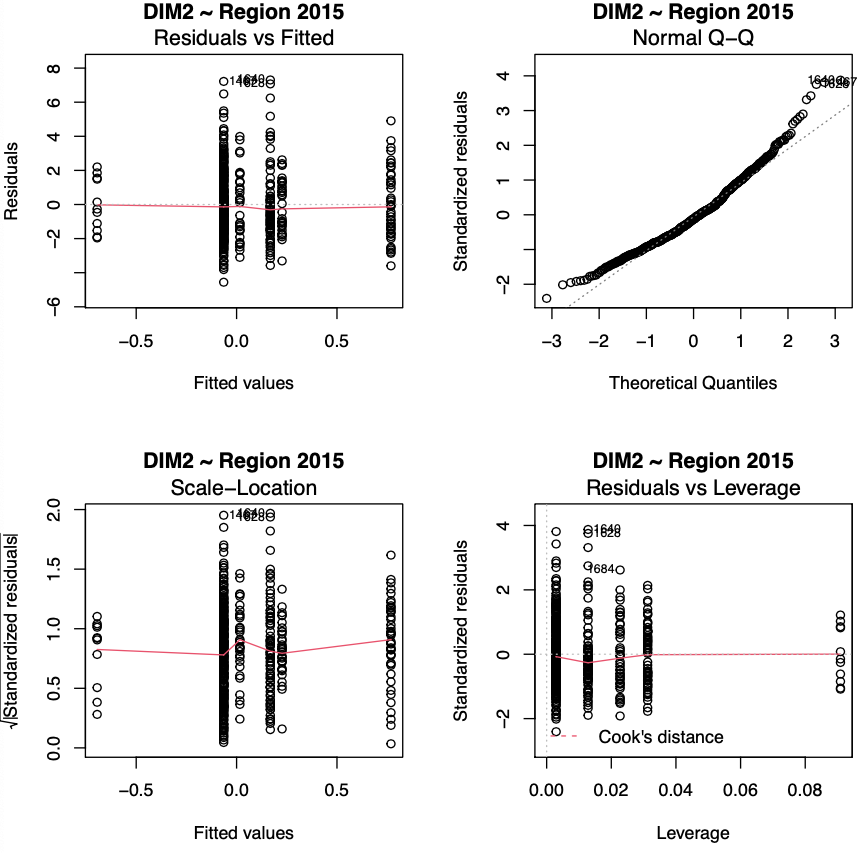 DIM2 ~ Region 2015
Residuals vs Fitted
Residuals
8
6
4
2
0
−2
−6
1640
1628
−0.5 0.0 0.5
Fitted values
DIM2 ~ Region 2015
Normal Q−Q
Standardized residuals
4
3
2
1
0
−2
1640
−3 −2 −1 0 1 2 3
Theoretical Quantiles
DIM2 ~ Region 2015
Scale−Location
√|Standardized residuals|
2.0
1.5
1.0
0.5
0.0
1640
1628
−0.5 0.0 0.5
Fitted values
DIM2 ~ Region 2015
Residuals vs Leverage
Standardized residuals
4
2
0
−2
1640
1628
1684
Cook's distance
0.00 0.02 0.04 0.06 0.08
Leverage